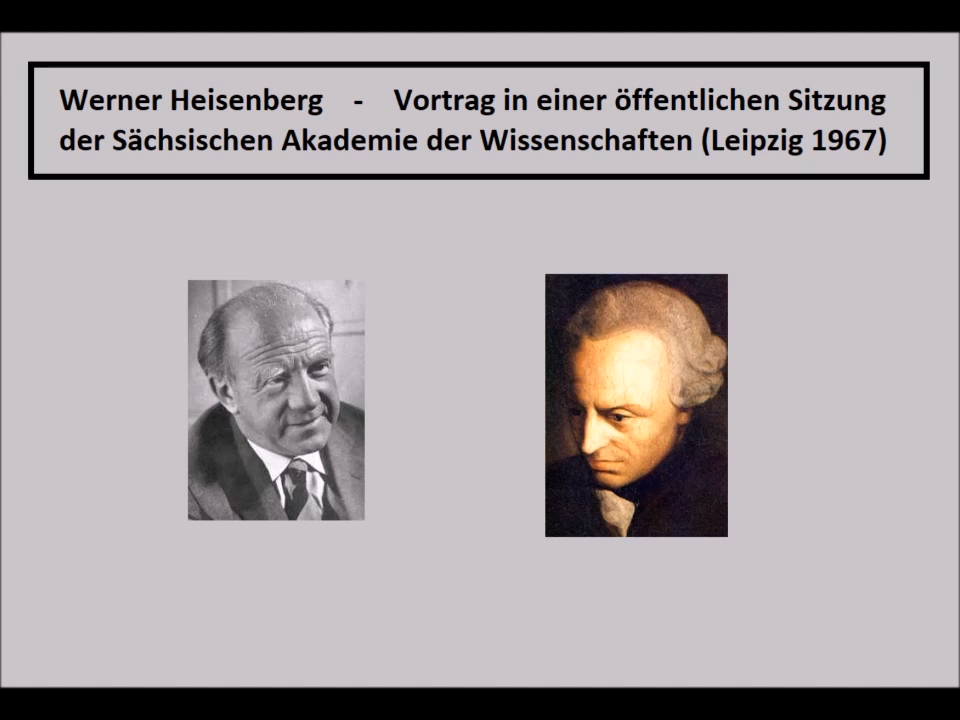 Werner Heisenberg - Vortrag in einer öffentlichen Sitzung
der Sächsischen Akademie der Wissenschaften (Leipzig 1967)